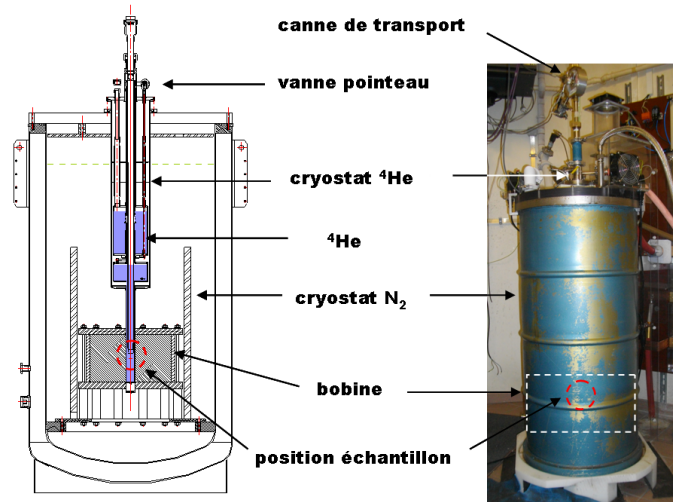 canne de transport
vanne pointeau
cryostat ⁴He
⁴He
cryostat N₂
bobine
position échantillon